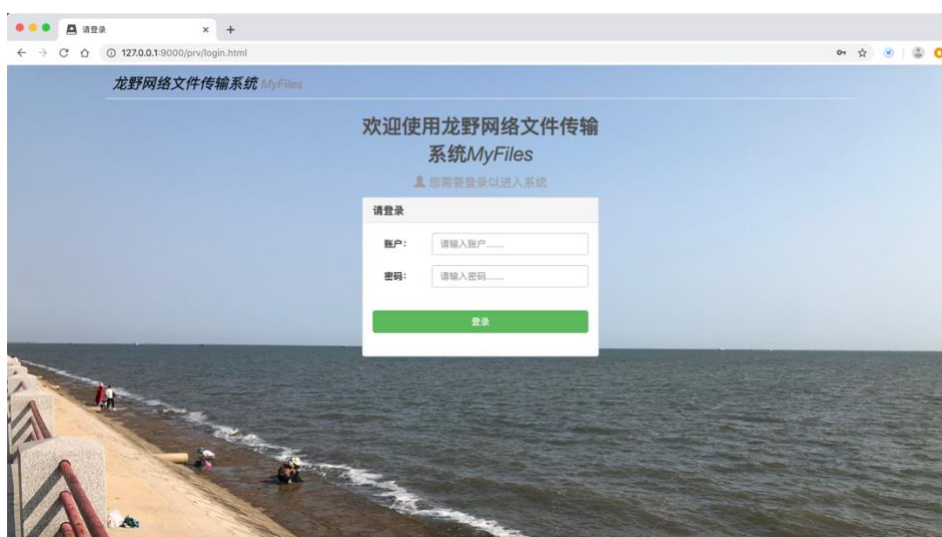 请登录
127.0.0.1:9000/prv/login.html
龙野网络文件传输系统 MyFiles
欢迎使用龙野网络文件传输
系统MyFiles
您需要登录以进入系统
请登录
账户：
请输入账户……
密码：
请输入密码……
登录